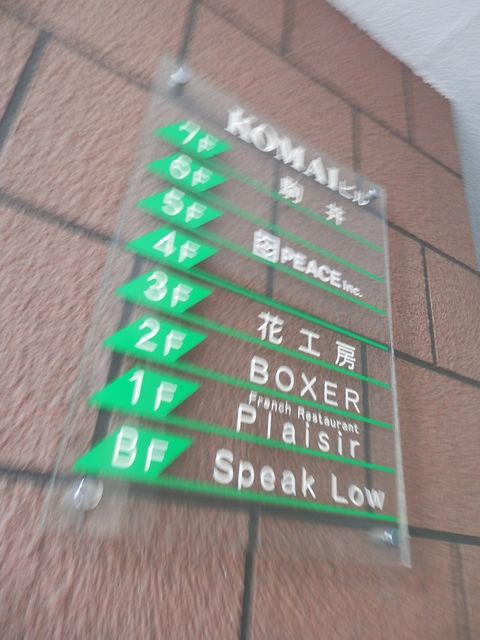 KOMAIビル
7F 駒井
6F
5F PEACE Inc.
4F
3F 花工房
2F BOXER
1F French Restaurant Plaisir
BF Speak Low